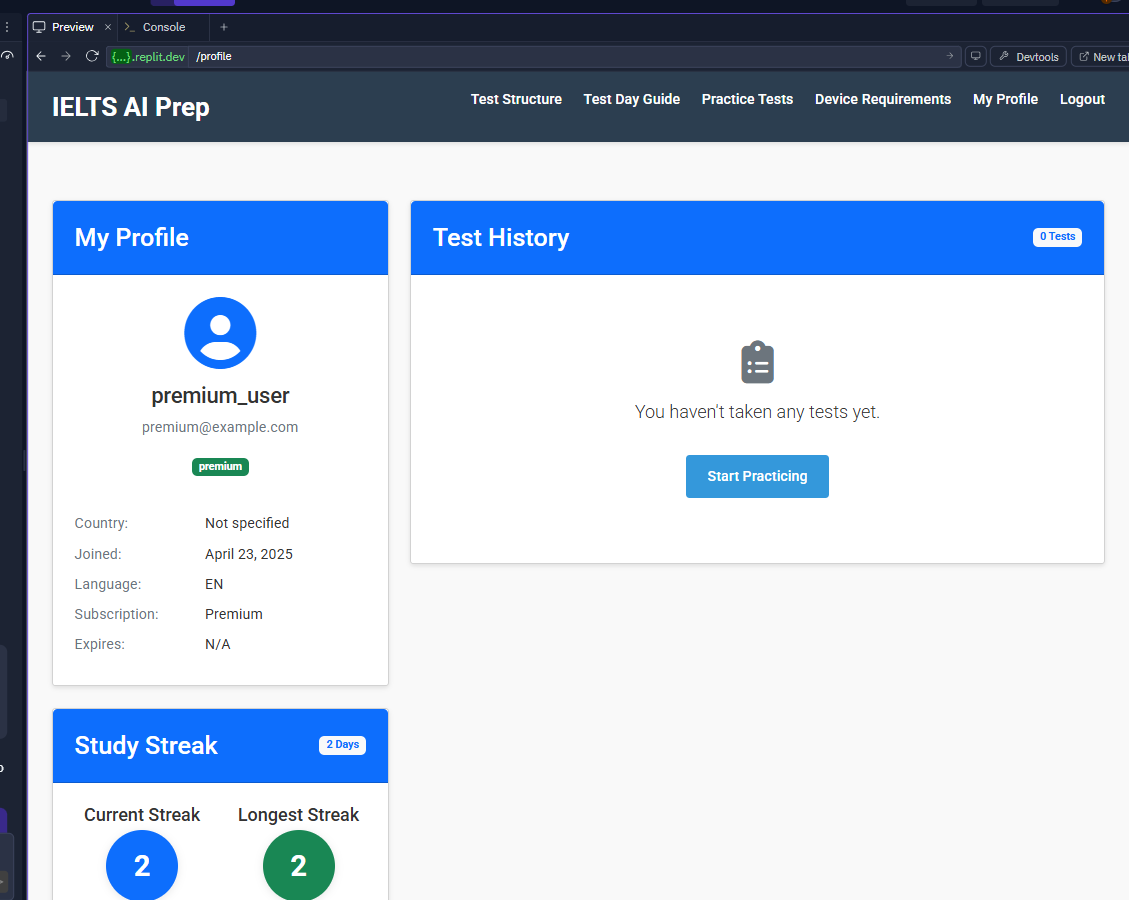 Preview
Console
{...}.replit.dev /profile
Devtools
New
IELTS AI Prep
Test Structure
Test Day Guide
Practice Tests
Device Requirements
My Profile
Logout
My Profile
premium_user
premium@example.com
premium
Country: Not specified
Joined: April 23, 2025
Language: EN
Subscription: Premium
Expires: N/A
Test History
0 Tests
You haven't taken any tests yet.
Start Practicing
Study Streak
2 Days
Current Streak
Longest Streak
2
2